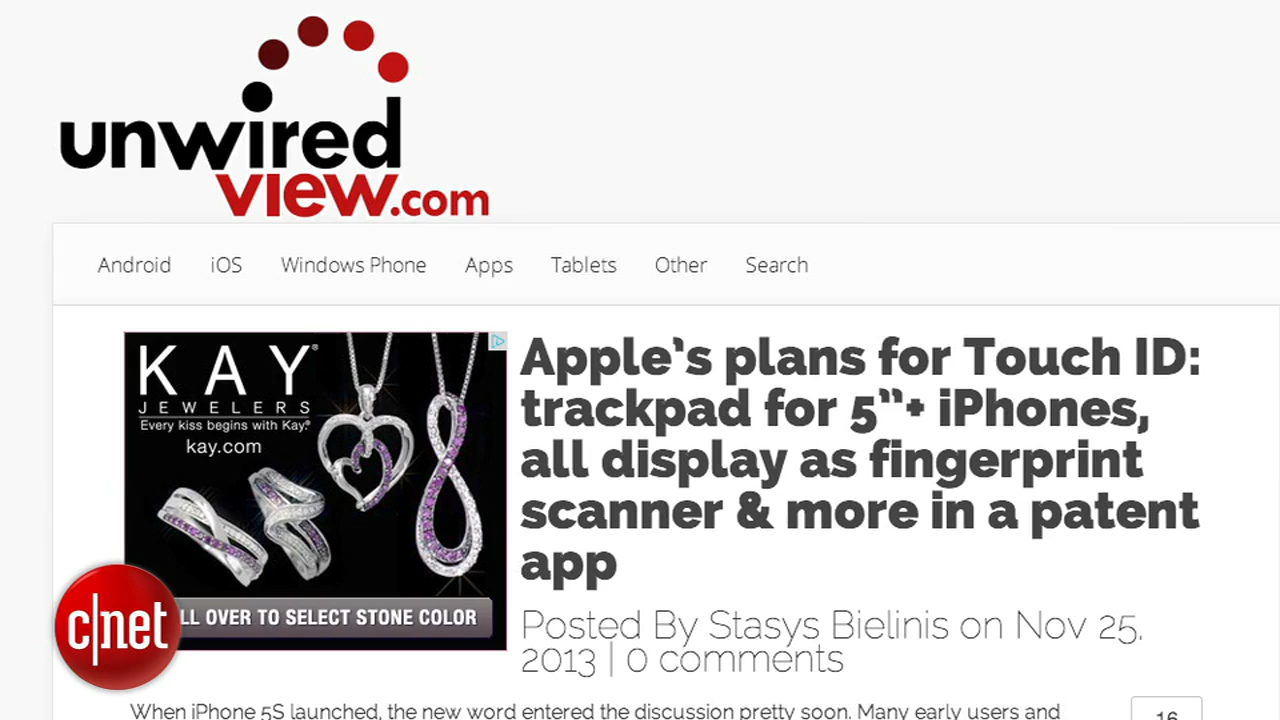 unwired
view.com
Android iOS Windows Phone Apps Tablets Other Search
KAY®
JEWELERS
Every kiss begins with Kay.®
kay.com
LL OVER TO SELECT STONE COLOR
Apple's plans for Touch ID:
trackpad for 5”+ iPhones,
all display as fingerprint
scanner & more in a patent
app
Posted By Stasys Bielinis on Nov 25,
2013 | 0 comments
c|net
When iPhone 5S launched, the new word entered the discussion pretty soon. Many early users and
16